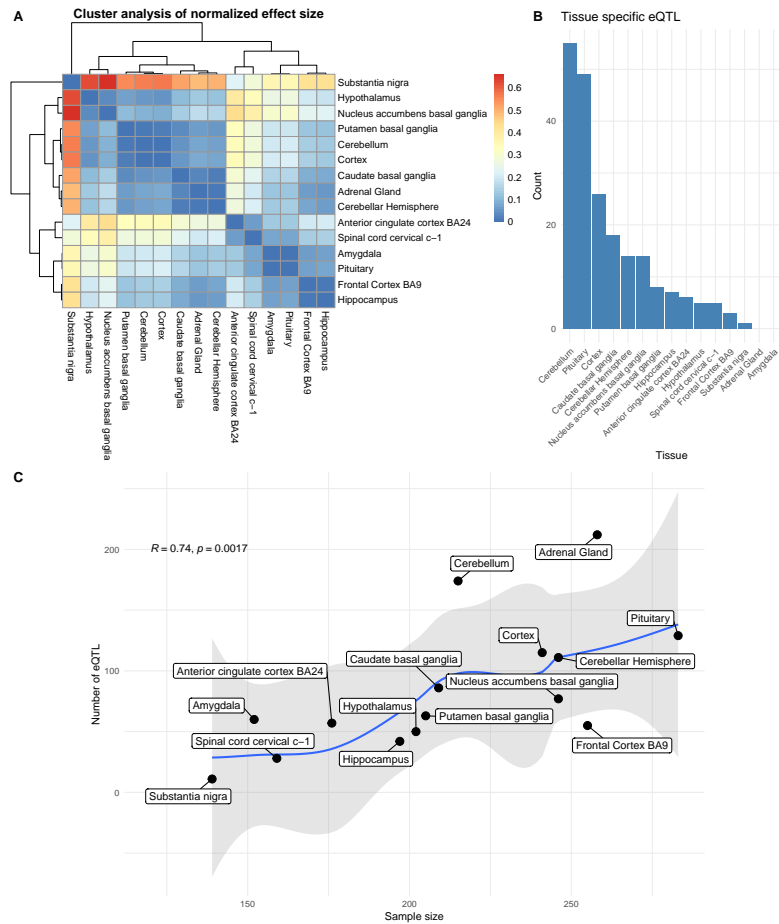 A
Cluster analysis of normalized effect size
Substantia nigra
Hypothalamus
Nucleus accumbens basal ganglia
Putamen basal ganglia
Cerebellum
Cortex
Caudate basal ganglia
Adrenal Gland
Cerebellar Hemisphere
Anterior cingulate cortex BA24
Spinal cord cervical c−1
Amygdala
Pituitary
Frontal Cortex BA9
Hippocampus
0.6
0.5
0.4
0.3
0.2
0.1
0
Substantia nigra
Hypothalamus
Nucleus accumbens basal ganglia
Putamen basal ganglia
Cerebellum
Cortex
Caudate basal ganglia
Adrenal Gland
Cerebellar Hemisphere
Anterior cingulate cortex BA24
Spinal cord cervical c−1
Amygdala
Pituitary
Frontal Cortex BA9
Hippocampus
B
Tissue specific eQTL
Count
40
20
0
Cerebellum
Pituitary
Cortex
Caudate basal ganglia
Cerebellar Hemisphere
Nucleus accumbens basal ganglia
Putamen basal ganglia
Hippocampus
Anterior cingulate cortex BA24
Hypothalamus
Spinal cord cervical c−1
Frontal Cortex BA9
Substantia nigra
Adrenal Gland
Amygdala
Tissue
C
Number of eQTL
200
100
0
R = 0.74, p = 0.0017
Adrenal Gland
Cerebellum
Pituitary
Cortex
Caudate basal ganglia
Cerebellar Hemisphere
Anterior cingulate cortex BA24
Nucleus accumbens basal ganglia
Amygdala
Hypothalamus
Putamen basal ganglia
Spinal cord cervical c−1
Frontal Cortex BA9
Hippocampus
Substantia nigra
150
200
250
Sample size